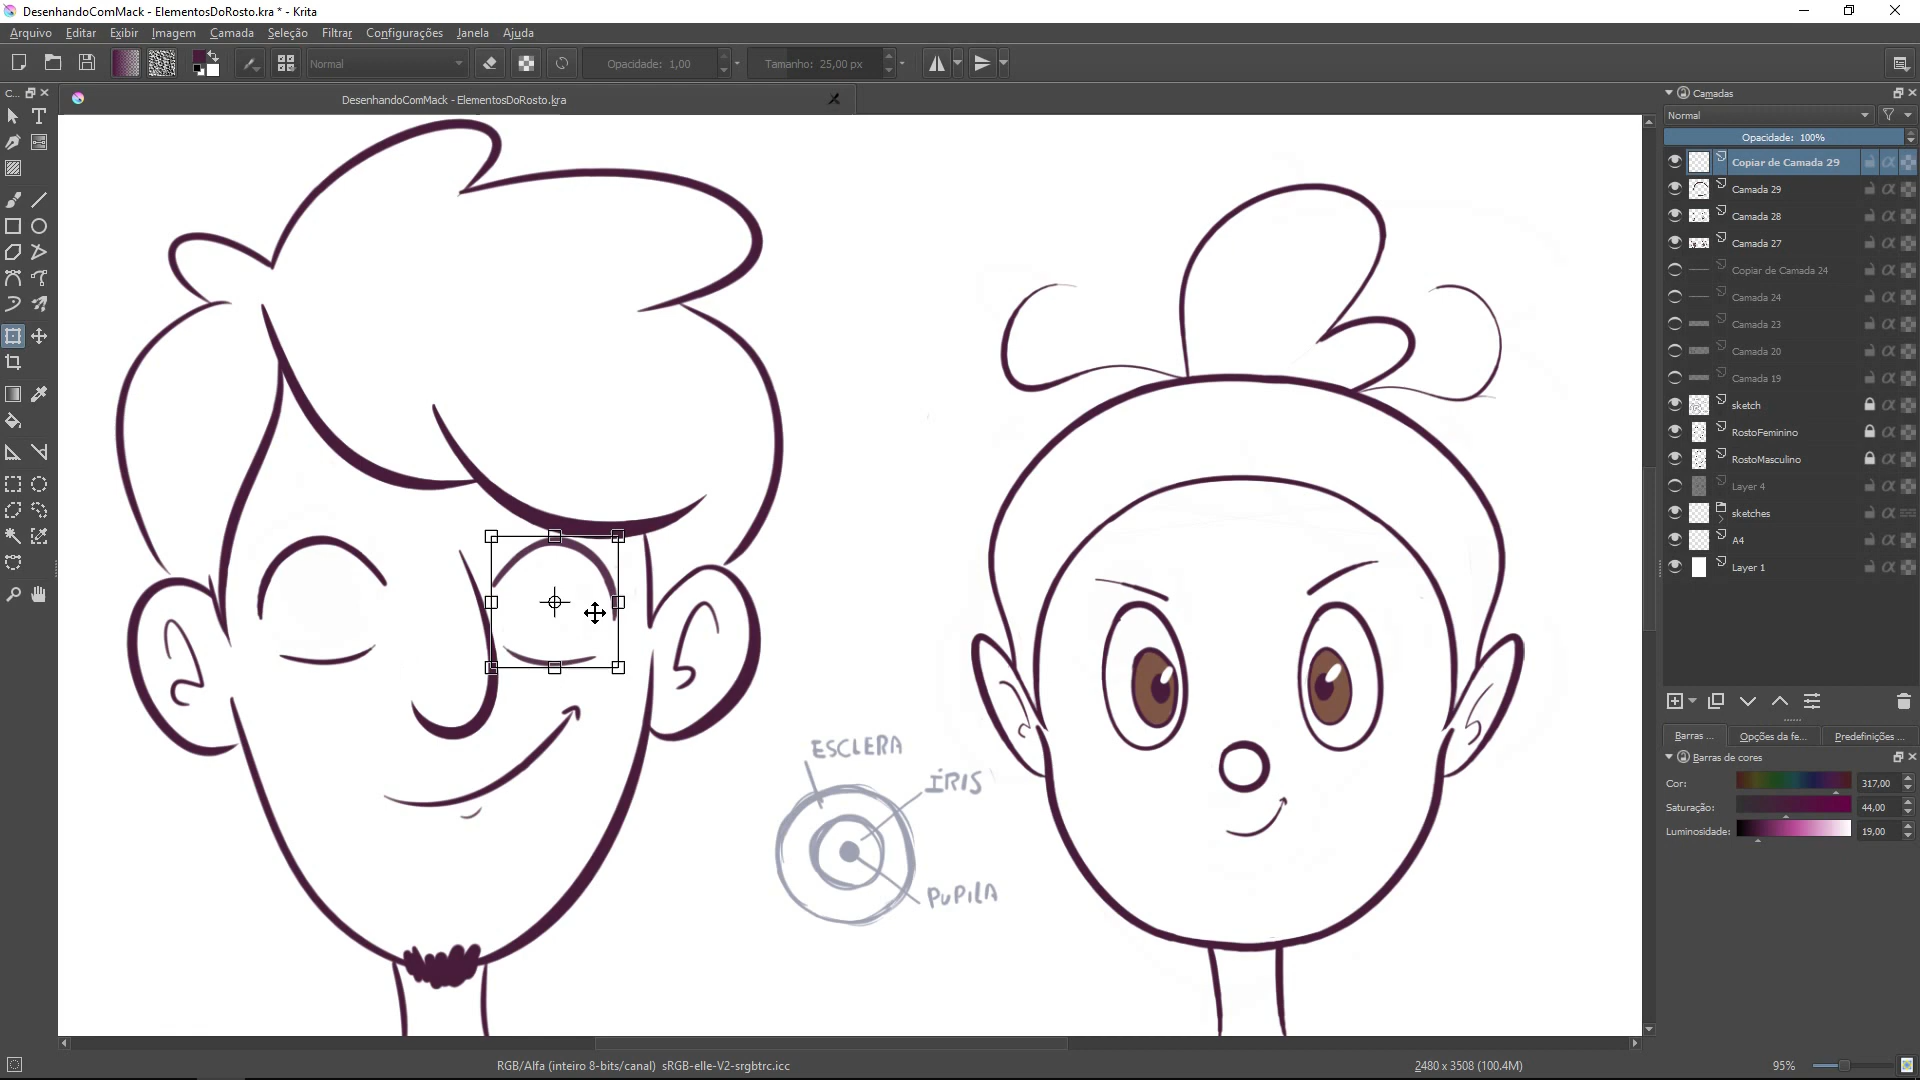 DesenhandoComMack - ElementosDoRosto.kra * - Krita
Arquivo Editar Exibir Imagem Camada Seleção Filtrar Configurações Janela Ajuda
Normal
Opacidade: 1,00
Tamanho: 25,00 px
C...
DesenhandoComMack - ElementosDoRosto.kra
Camadas
Normal
Opacidade: 100%
Copiar de Camada 29
Camada 29
Camada 28
Camada 27
Copiar de Camada 24
Camada 24
Camada 23
Camada 20
Camada 19
sketch
RostoFeminino
RostoMasculino
Layer 4
sketches
A4
Layer 1
Barras ... Opções da fe... Predefinições ...
Barras de cores
Cor: 317,00
Saturação: 44,00
Luminosidade: 19,00
ESCLERA
ÍRIS
PUPILA
RGB/Alfa (inteiro 8-bits/canal) sRGB-elle-V2-srgbtrc.icc
2480 x 3508 (100.4M)
95%